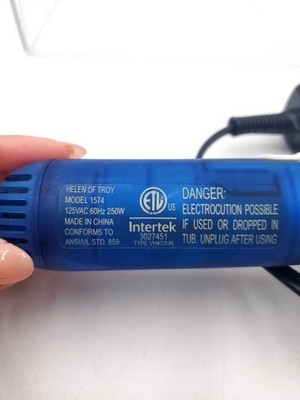 HELEN OF TROY
MODEL 1574
125VAC 60Hz 250W
MADE IN CHINA
CONFORMS TO
ANSI/UL STD. 859
ETL
US
Intertek
3027451
DANGER:
ELECTROCUTION POSSIBLE
IF USED OR DROPPED IN
TUB. UNPLUG AFTER USING